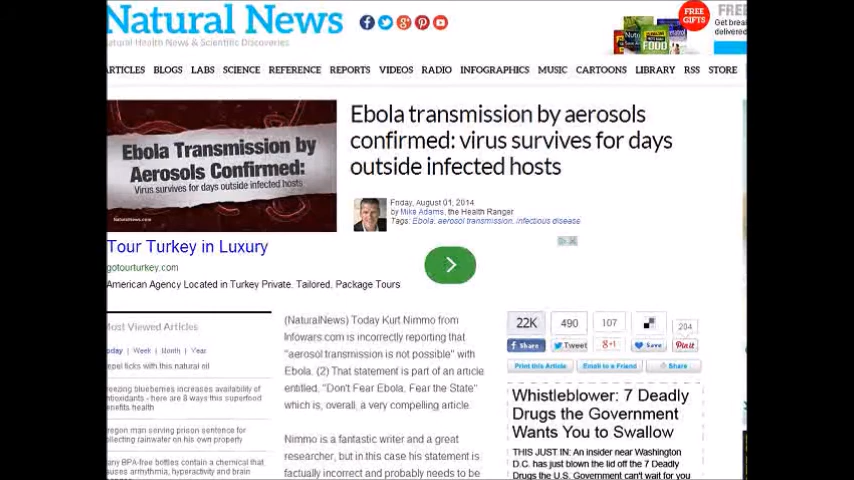 Natural News
Natural Health News & Scientific Discoveries
FREE GIFTS
FREE
Get brea
delivered
ARTICLES BLOGS LABS SCIENCE REFERENCE REPORTS VIDEOS RADIO INFOGRAPHICS MUSIC CARTOONS LIBRARY RSS STORE
Ebola Transmission by
Aerosols Confirmed:
Virus survives for days outside infected hosts
NaturalNews.com
Ebola transmission by aerosols
confirmed: virus survives for days
outside infected hosts
Friday, August 01, 2014
by Mike Adams, the Health Ranger
Tags: Ebola, aerosol transmission, infectious disease
Tour Turkey in Luxury
gotourturkey.com
American Agency Located in Turkey Private, Tailored, Package Tours
Most Viewed Articles
oday | Week | Month | Year
epel ticks with this natural oil
reezing blueberries increases availability of
ntioxidants - here are 8 ways this superfood
enefits health
regon man serving prison sentence for
ollecting rainwater on his own property
any BPA-free bottles contain a chemical that
auses arrhythmia, hyperactivity and brain
(NaturalNews) Today Kurt Nimmo from
Infowars.com is incorrectly reporting that
"aerosol transmission is not possible" with
Ebola. (2) That statement is part of an article
entitled, "Don't Fear Ebola, Fear the State"
which is, overall, a very compelling article.
Nimmo is a fantastic writer and a great
researcher, but in this case his statement is
factually incorrect and probably needs to be
22K 490 107 204
Share Tweet +1 Save Pin it
Print this Article Email to a Friend Share
Whistleblower: 7 Deadly
Drugs the Government
Wants You to Swallow
THIS JUST IN: An insider near Washington
D.C. has just blown the lid off the 7 Deadly
Drugs the U.S. Government can't wait for you